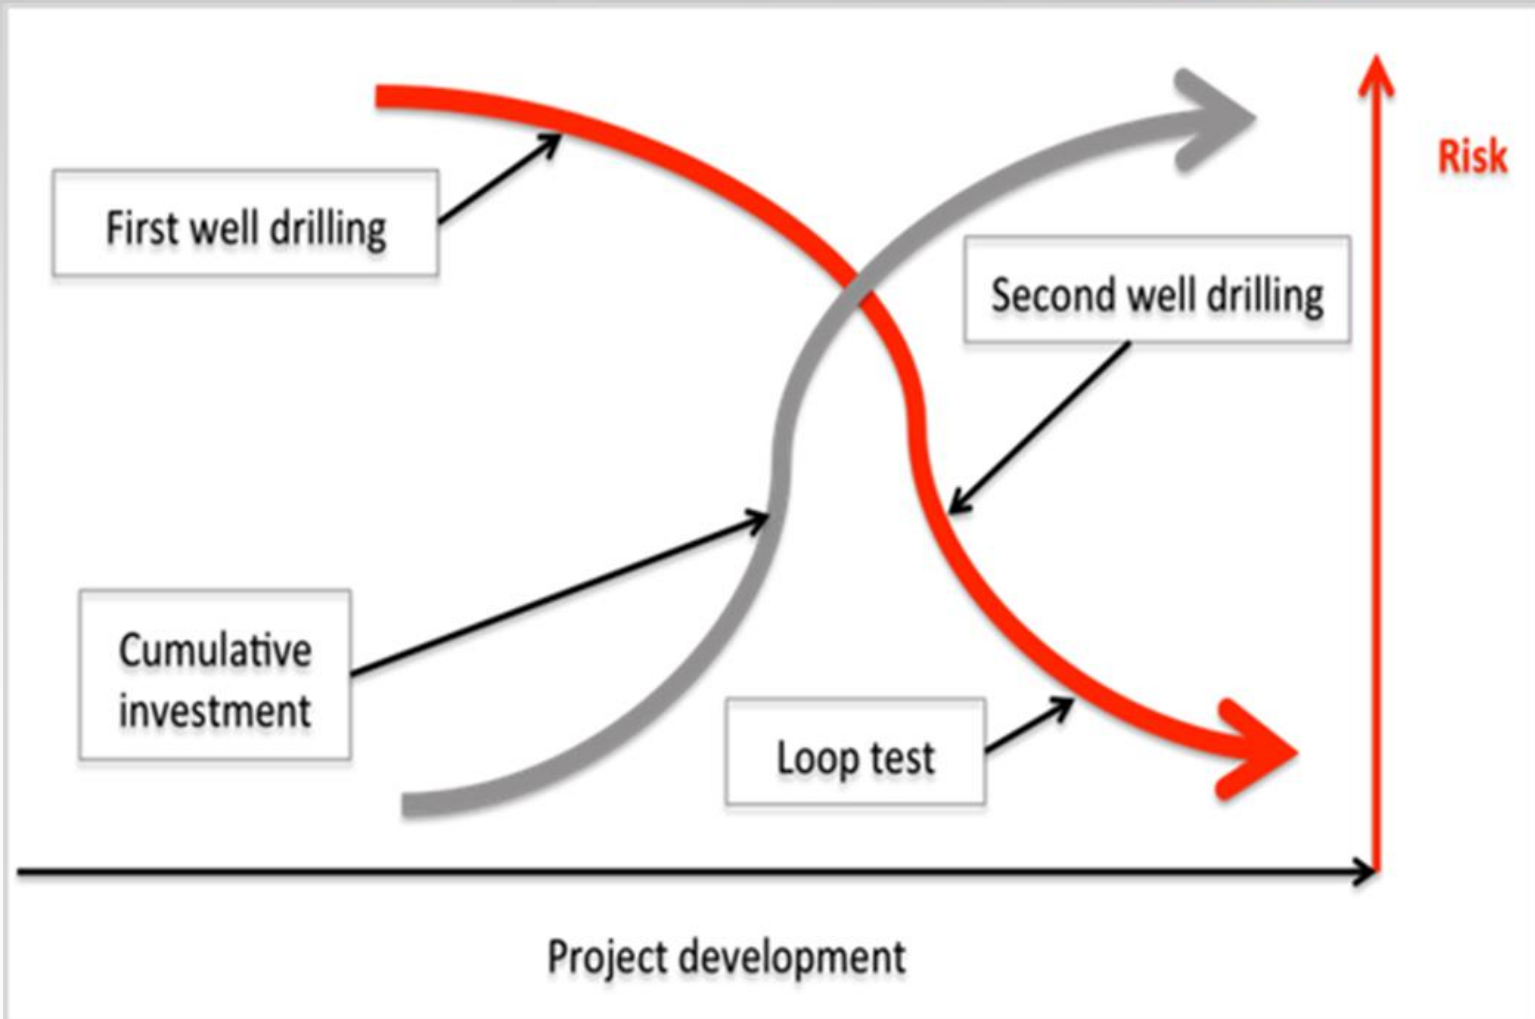 Risk
First well drilling
Second well drilling
Cumulative
investment
Loop test
Project development